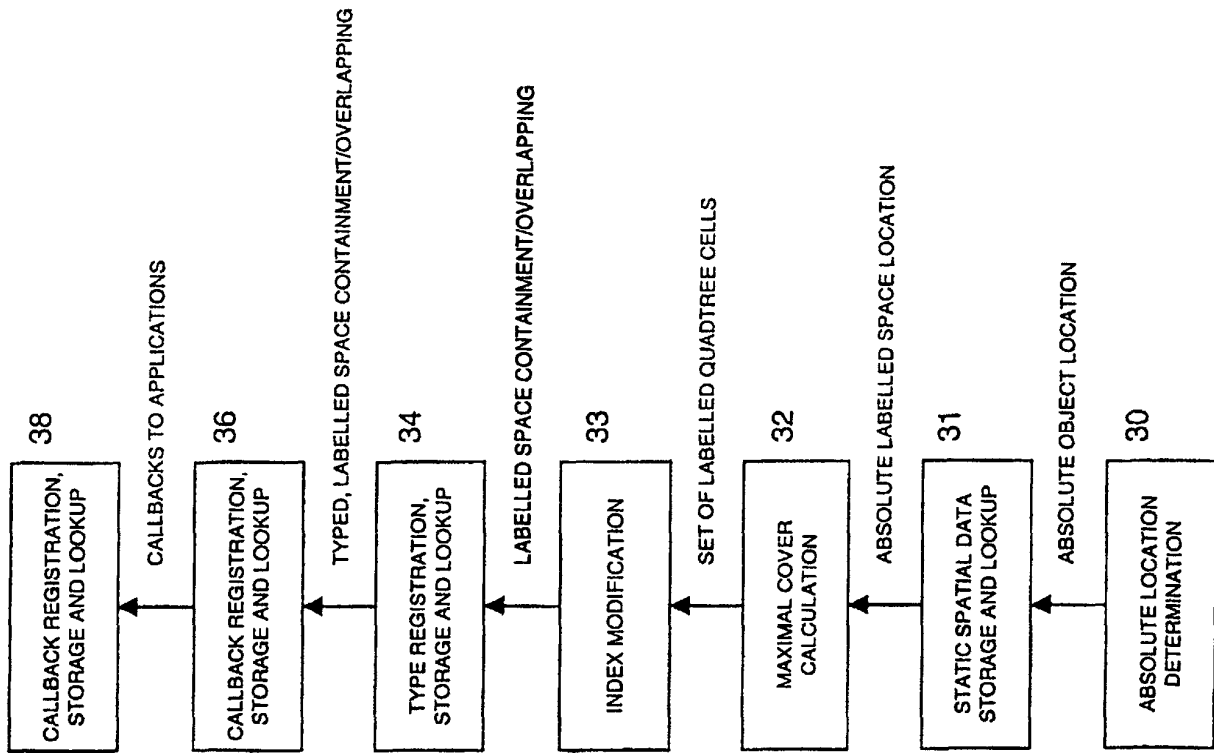 CALLBACK REGISTRATION,
STORAGE AND LOOKUP
38
CALLBACKS TO APPLICATIONS
CALLBACK REGISTRATION,
STORAGE AND LOOKUP
36
TYPED, LABELLED SPACE CONTAINMENT/OVERLAPPING
TYPE REGISTRATION,
STORAGE AND LOOKUP
34
LABELLED SPACE CONTAINMENT/OVERLAPPING
INDEX MODIFICATION
33
SET OF LABELLED QUADTREE CELLS
MAXIMAL COVER
CALCULATION
32
ABSOLUTE LABELLED SPACE LOCATION
STATIC SPATIAL DATA
STORAGE AND LOOKUP
31
ABSOLUTE OBJECT LOCATION
ABSOLUTE LOCATION
DETERMINATION
30